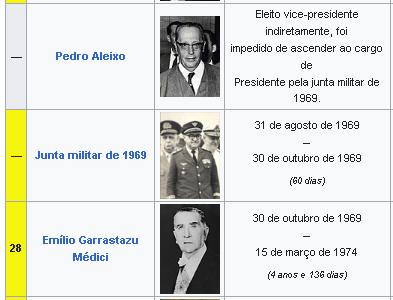 —
Pedro Aleixo
Eleito vice-presidente
indiretamente, foi
impedido de ascender ao cargo
de
Presidente pela junta militar de
1969.
—
Junta militar de 1969
31 de agosto de 1969
–
30 de outubro de 1969
(60 dias)
28
Emílio Garrastazu
Médici
30 de outubro de 1969
–
15 de março de 1974
(4 anos e 136 dias)